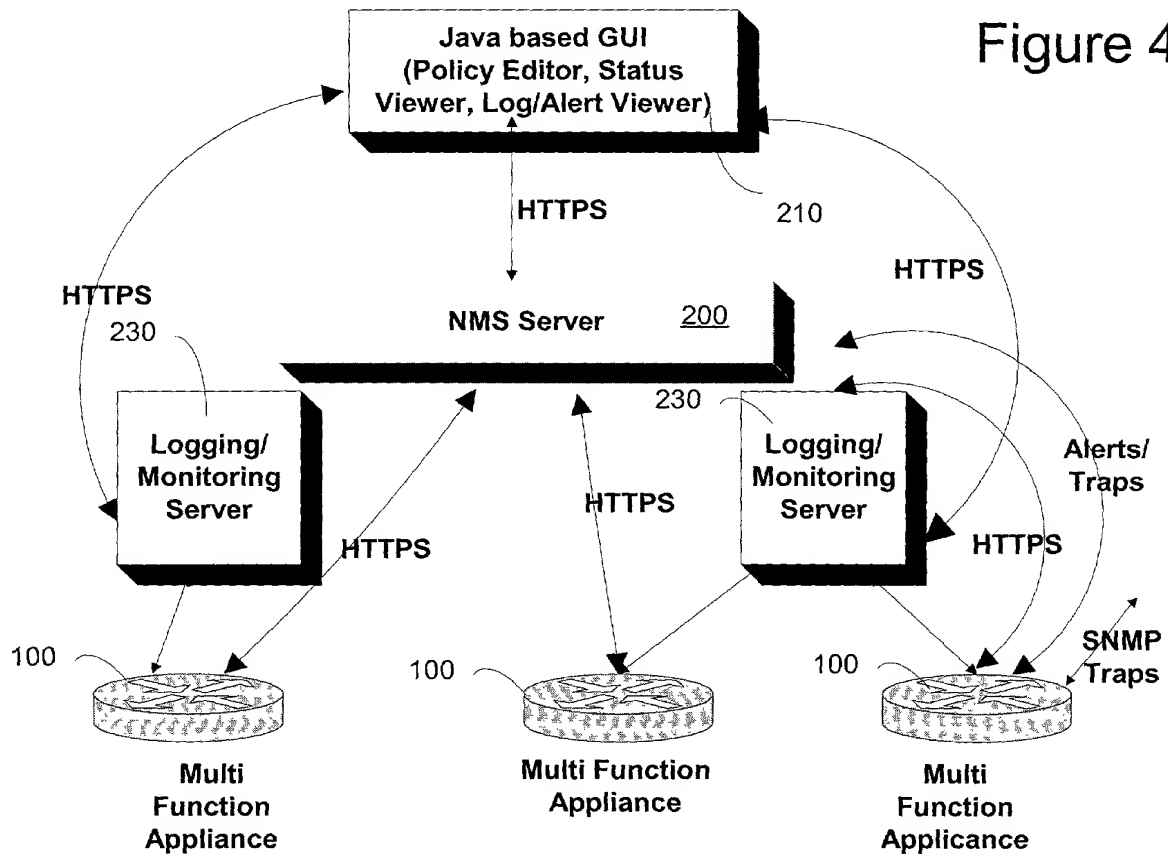 Figure 4
Java based GUI
(Policy Editor, Status
Viewer, Log/Alert Viewer)
210
HTTPS
HTTPS
HTTPS
230
NMS Server 200
230
Logging/
Monitoring
Server
Logging/
Monitoring
Server
Alerts/
Traps
HTTPS
HTTPS
HTTPS
100
100
100
SNMP
Traps
Multi
Function
Appliance
Multi Function
Appliance
Multi
Function
Applicance